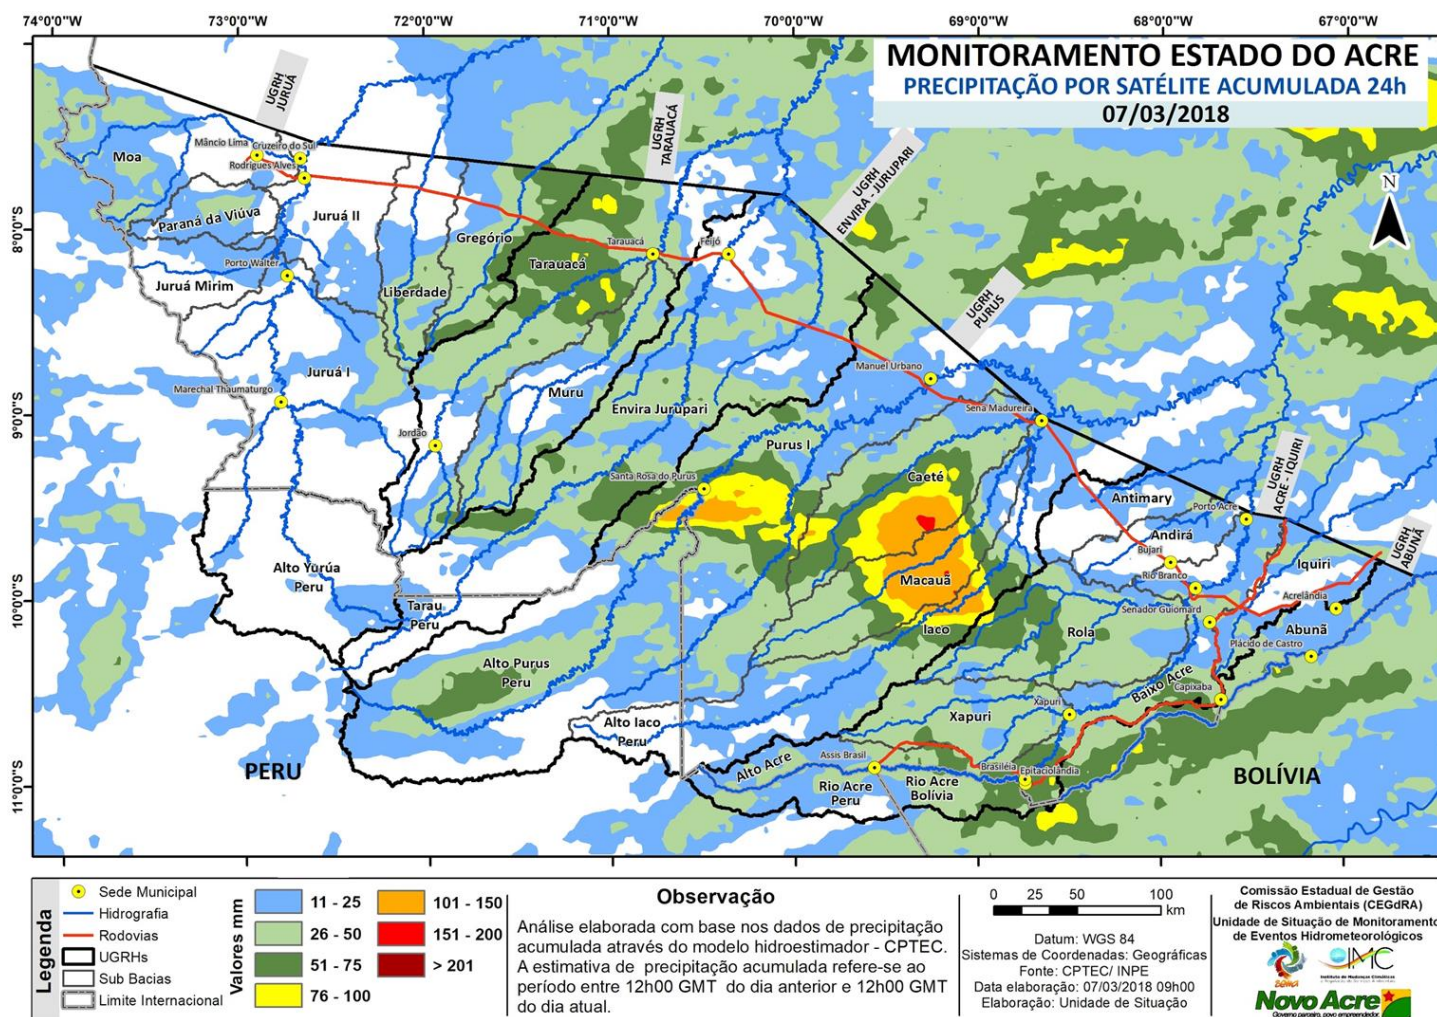 74°0'0"W 73°0'0"W 72°0'0"W 71°0'0"W 70°0'0"W 69°0'0"W 68°0'0"W 67°0'0"W
MONITORAMENTO ESTADO DO ACRE
PRECIPITAÇÃO POR SATÉLITE ACUMULADA 24h
07/03/2018
UGRH
JURUÁ
UGRH
TARAUACÁ
UGRH
ENVIRA - JURUPARI
UGRH
PURUS
UGRH
ACRE - IQUIRI
UGRH
ABUNÃ
N
8°0'0"S
9°0'0"S
10°0'0"S
11°0'0"S
Mâncio Lima
Cruzeiro do Sul
Rodrigues Alves
Moa
Paraná da Viúva
Juruá II
Gregório
Tarauacá
Tarauacá
Feijó
Porto Walter
Juruá Mirim
Liberdade
Juruá I
Marechal Thaumaturgo
Jordão
Muru
Envira Jurupari
Manuel Urbano
Sena Madureira
Purus I
Santa Rosa do Purus
Caeté
Antimary
Porto Acre
Andirá
Bujari
Rio Branco
Iquiri
Acrelândia
Senador Guiomard
Abunã
Plácido de Castro
Macauã
Iaco
Rola
Alto Yurúa
Peru
Tarau
Peru
Alto Purus
Peru
Alto Iaco
Peru
Baixo Acre
Capixaba
Xapuri
Xapuri
Alto Acre
Assis Brasil
Brasiléia
Epitaciolândia
Rio Acre
Peru
Rio Acre
Bolívia
PERU
BOLÍVIA
Legenda
Sede Municipal
Hidrografia
Rodovias
UGRHs
Sub Bacias
Limite Internacional
Valores mm
11 - 25
26 - 50
51 - 75
76 - 100
101 - 150
151 - 200
> 201
Observação
Análise elaborada com base nos dados de precipitação
acumulada através do modelo hidroestimador - CPTEC.
A estimativa de precipitação acumulada refere-se ao
período entre 12h00 GMT do dia anterior e 12h00 GMT
do dia atual.
0 25 50 100
km
Datum: WGS 84
Sistemas de Coordenadas: Geográficas
Fonte: CPTEC/ INPE
Data elaboração: 07/03/2018 09h00
Elaboração: Unidade de Situação
Comissão Estadual de Gestão
de Riscos Ambientais (CEGdRA)
Unidade de Situação de Monitoramento
de Eventos Hidrometeorológicos
IMC
Novo Acre
Governo parceiro, povo empreendedor